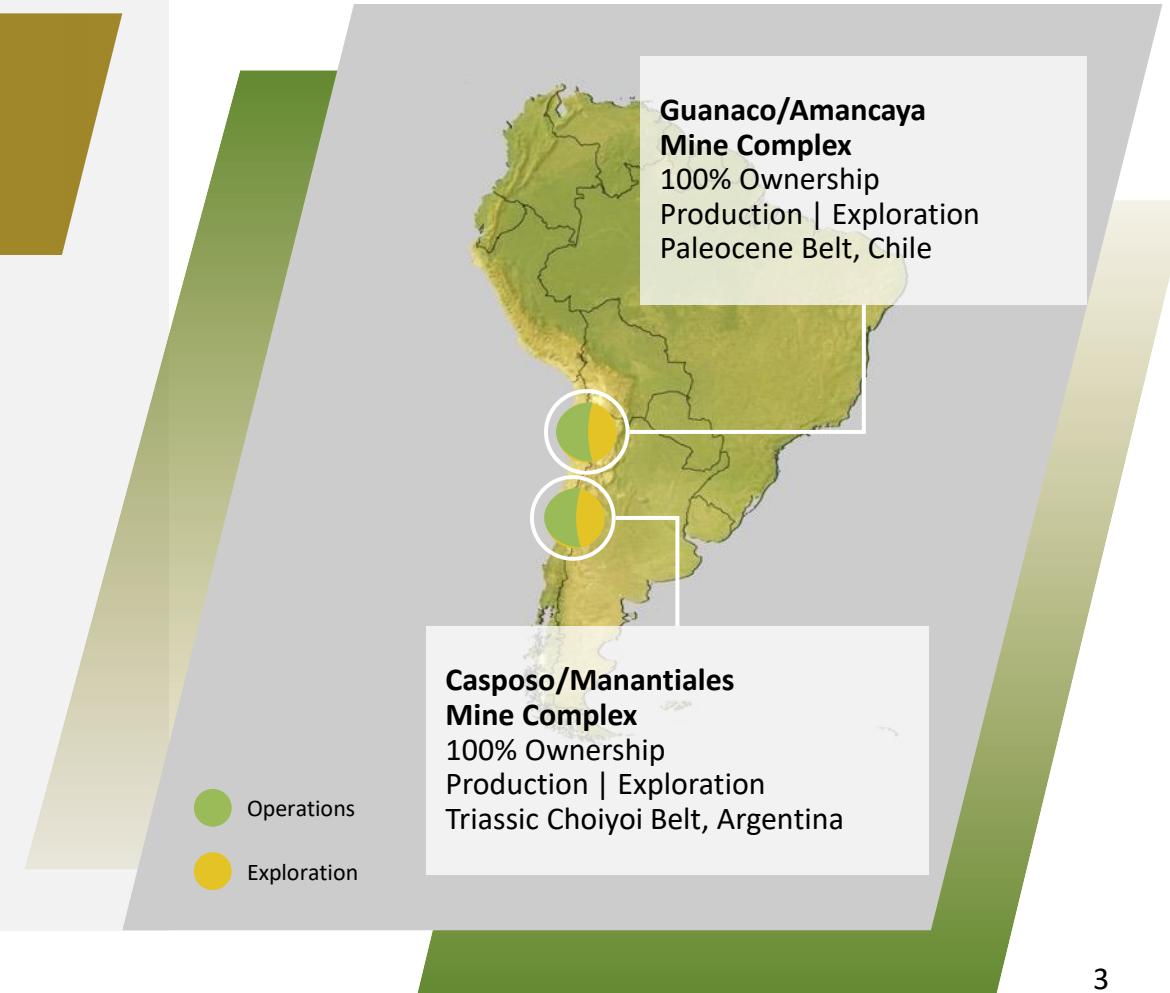 Guanaco/Amancaya
Mine Complex
100% Ownership
Production | Exploration
Paleocene Belt, Chile
Casposo/Manantiales
Mine Complex
100% Ownership
Production | Exploration
Triassic Choiyoi Belt, Argentina
Operations
Exploration
3